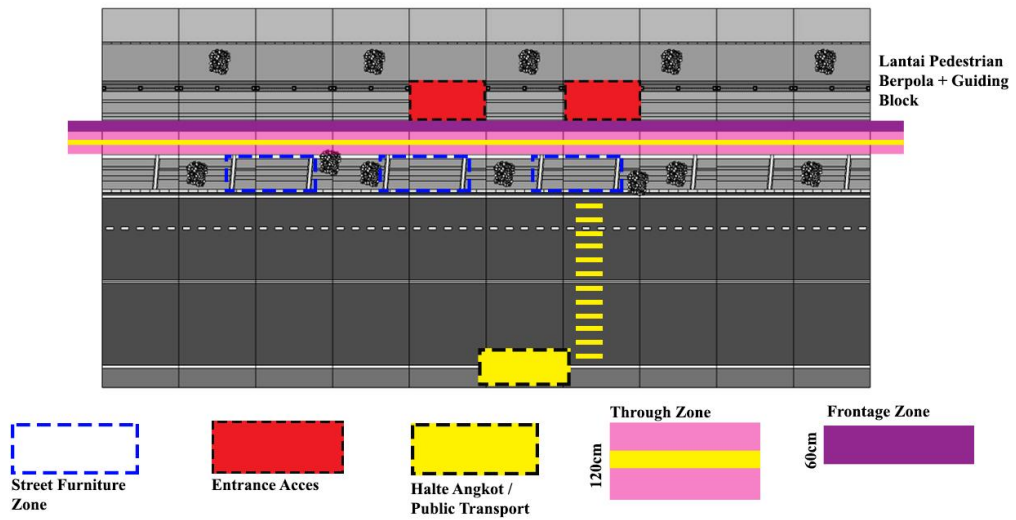 Lantai Pedestrian
Berpola + Guiding
Block
Through Zone
Frontage Zone
120cm
60cm
Street Furniture
Zone
Entrance Acces
Halte Angkot /
Public Transport